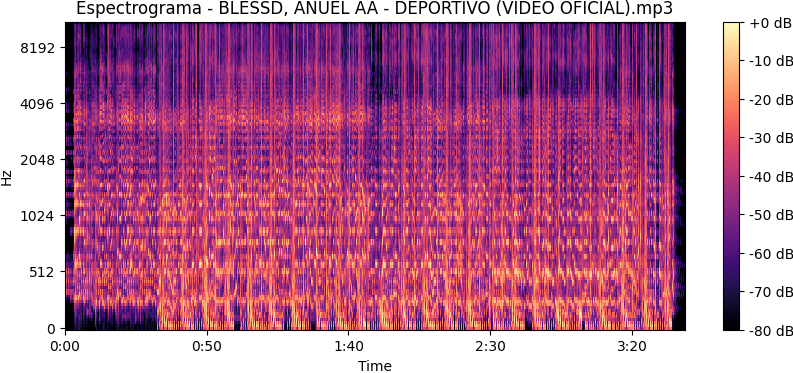 Espectrograma - BLESSD, ANUEL AA - DEPORTIVO (VIDEO OFICIAL).mp3
8192
4096
2048
1024
512
0
Hz
0:00
0:50
1:40
2:30
3:20
Time
+0 dB
-10 dB
-20 dB
-30 dB
-40 dB
-50 dB
-60 dB
-70 dB
-80 dB